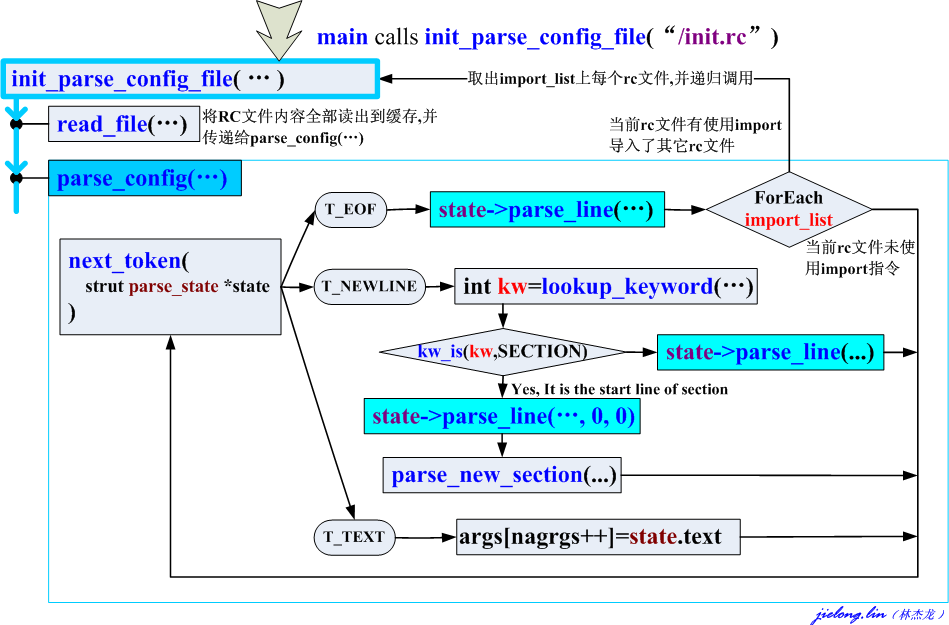 main calls init_parse_config_file(“/init.rc”)
init_parse_config_file( ··· )
取出import_list上每个rc文件,并递归调用
read_file(···)
将RC文件内容全部读出到缓存,并
传递给parse_config(···)
当前rc文件有使用import
导入了其它rc文件
parse_config(···)
T_EOF
state->parse_line(···)
ForEach
import_list
当前rc文件未使
用import指令
next_token(
strut parse_state *state
)
T_NEWLINE
int kw=lookup_keyword(···)
kw_is(kw,SECTION)
state->parse_line(...)
Yes, It is the start line of section
state->parse_line(···, 0, 0)
parse_new_section(...)
T_TEXT
args[nagrgs++]=state.text
jielong.lin（林杰龙）